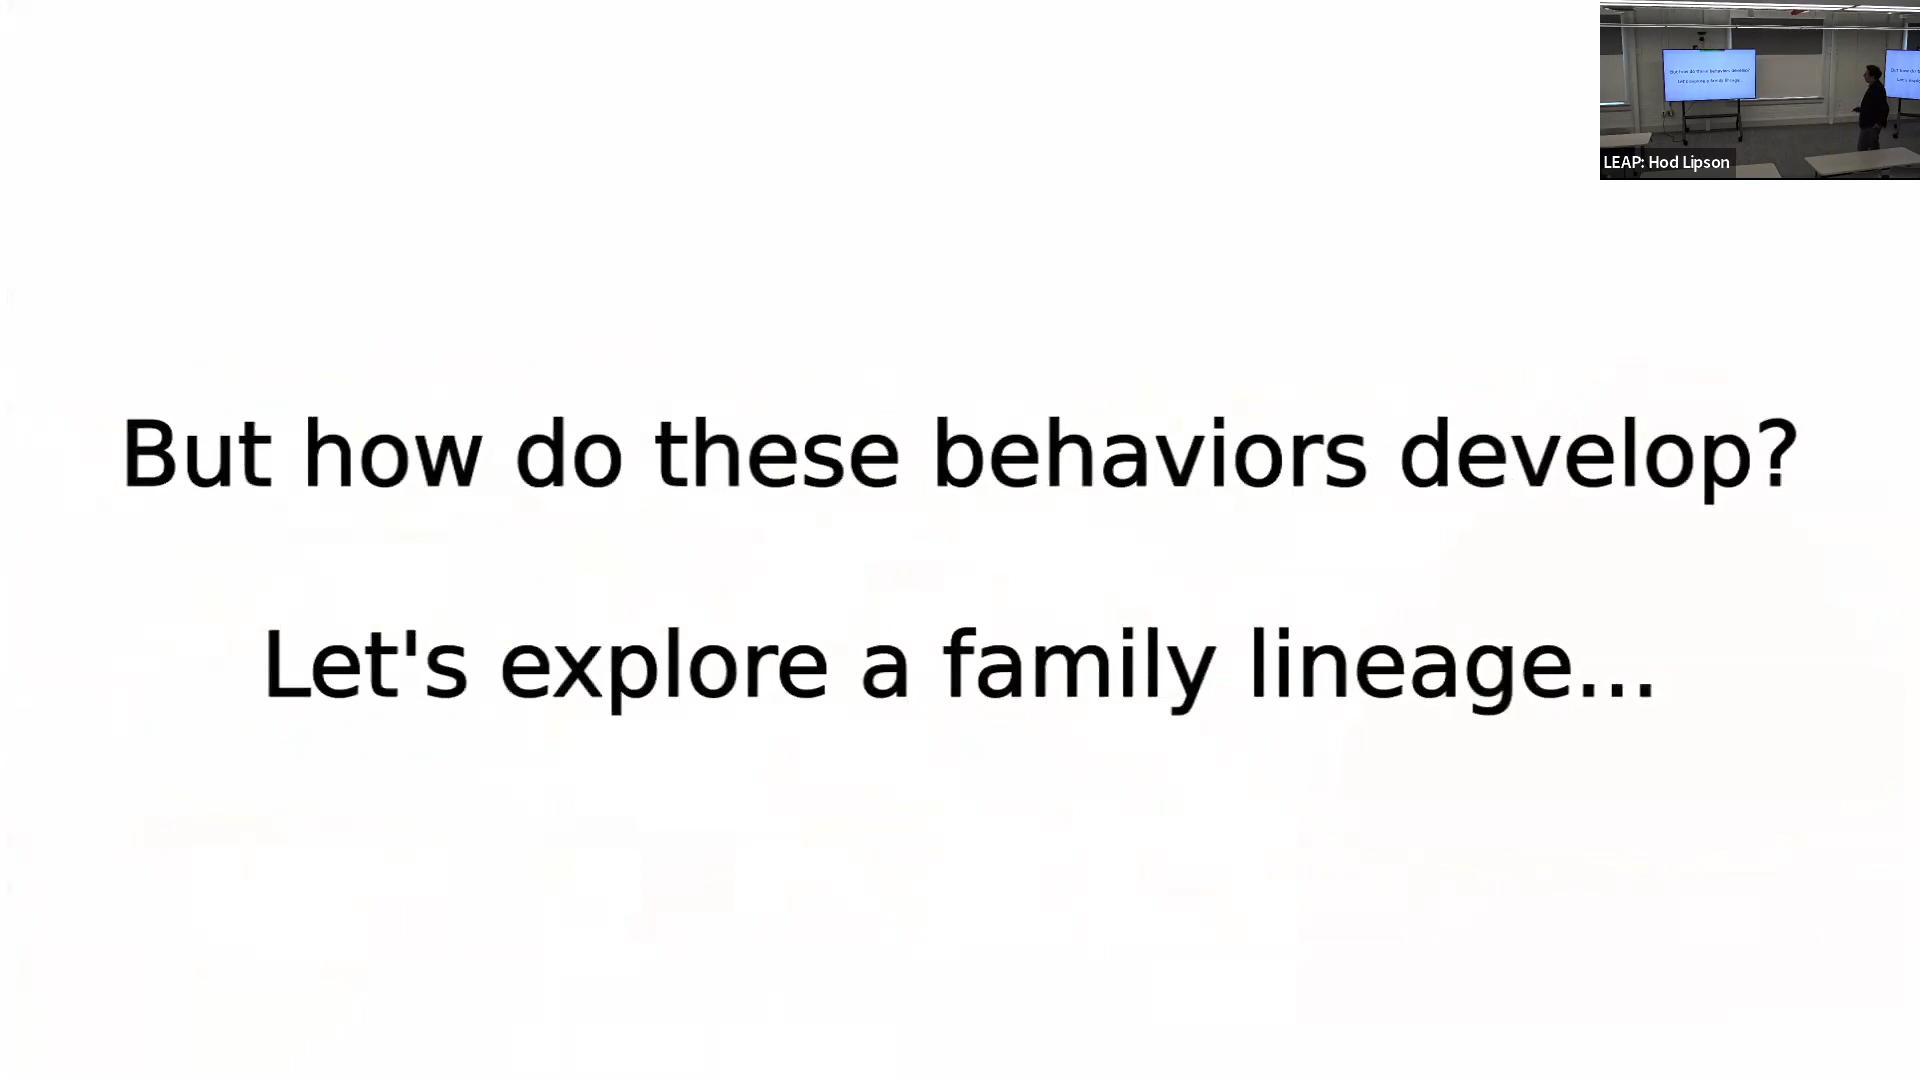 LEAP: Hod Lipson
But how do these behaviors develop?
Let's explore a family lineage...